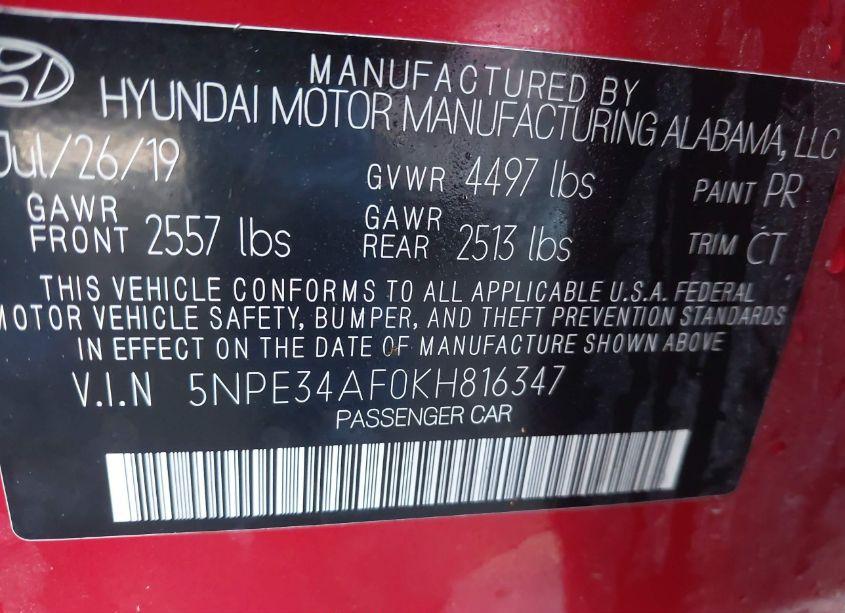 MANUFACTURED BY
HYUNDAI MOTOR MANUFACTURING ALABAMA, LLC
Jul/26/19 GVWR 4497 lbs PAINT PR
GAWR FRONT 2557 lbs GAWR REAR 2513 lbs TRIM CT
THIS VEHICLE CONFORMS TO ALL APPLICABLE U.S.A. FEDERAL
MOTOR VEHICLE SAFETY, BUMPER, AND THEFT PREVENTION STANDARDS
IN EFFECT ON THE DATE OF MANUFACTURE SHOWN ABOVE
V.I.N 5NPE34AF0KH816347
PASSENGER CAR